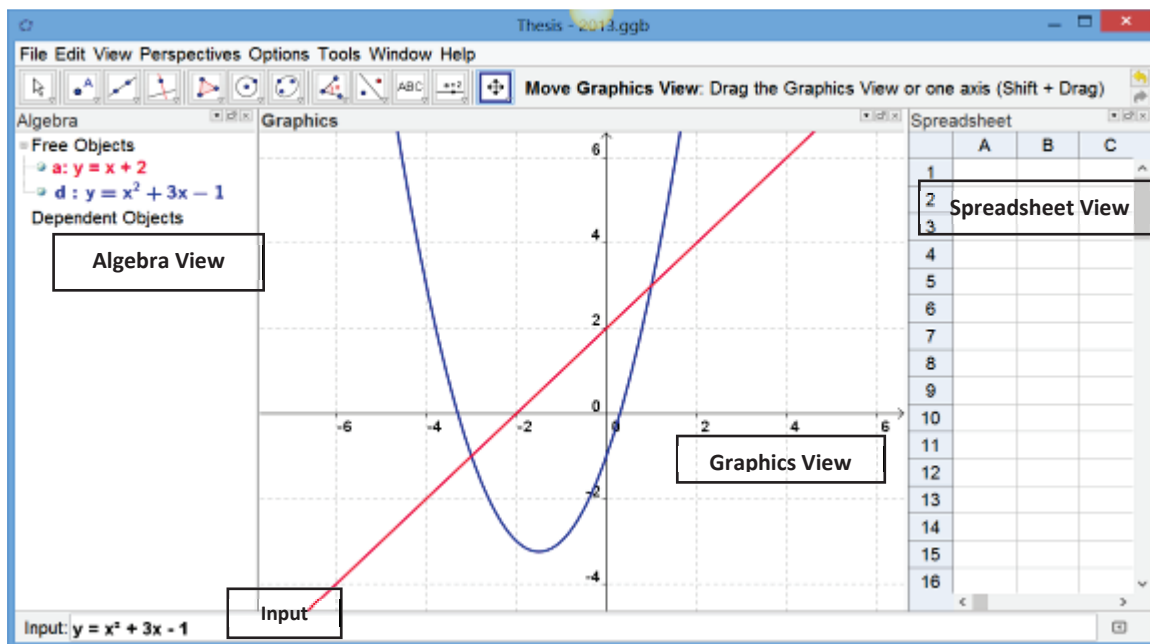 Thesis - 2013.ggb
File Edit View Perspectives Options Tools Window Help
ABC
a=2
Move Graphics View: Drag the Graphics View or one axis (Shift + Drag)
Algebra
Free Objects
a: y = x + 2
d : y = x² + 3x − 1
Dependent Objects
Algebra View
Graphics
6
4
2
0
-2
-4
-6 -4 -2 0 2 4 6
Graphics View
Spreadsheet
A B C
1
2
3
Spreadsheet View
4
5
6
7
8
9
10
11
12
13
14
15
16
Input
Input: y = x² + 3x - 1